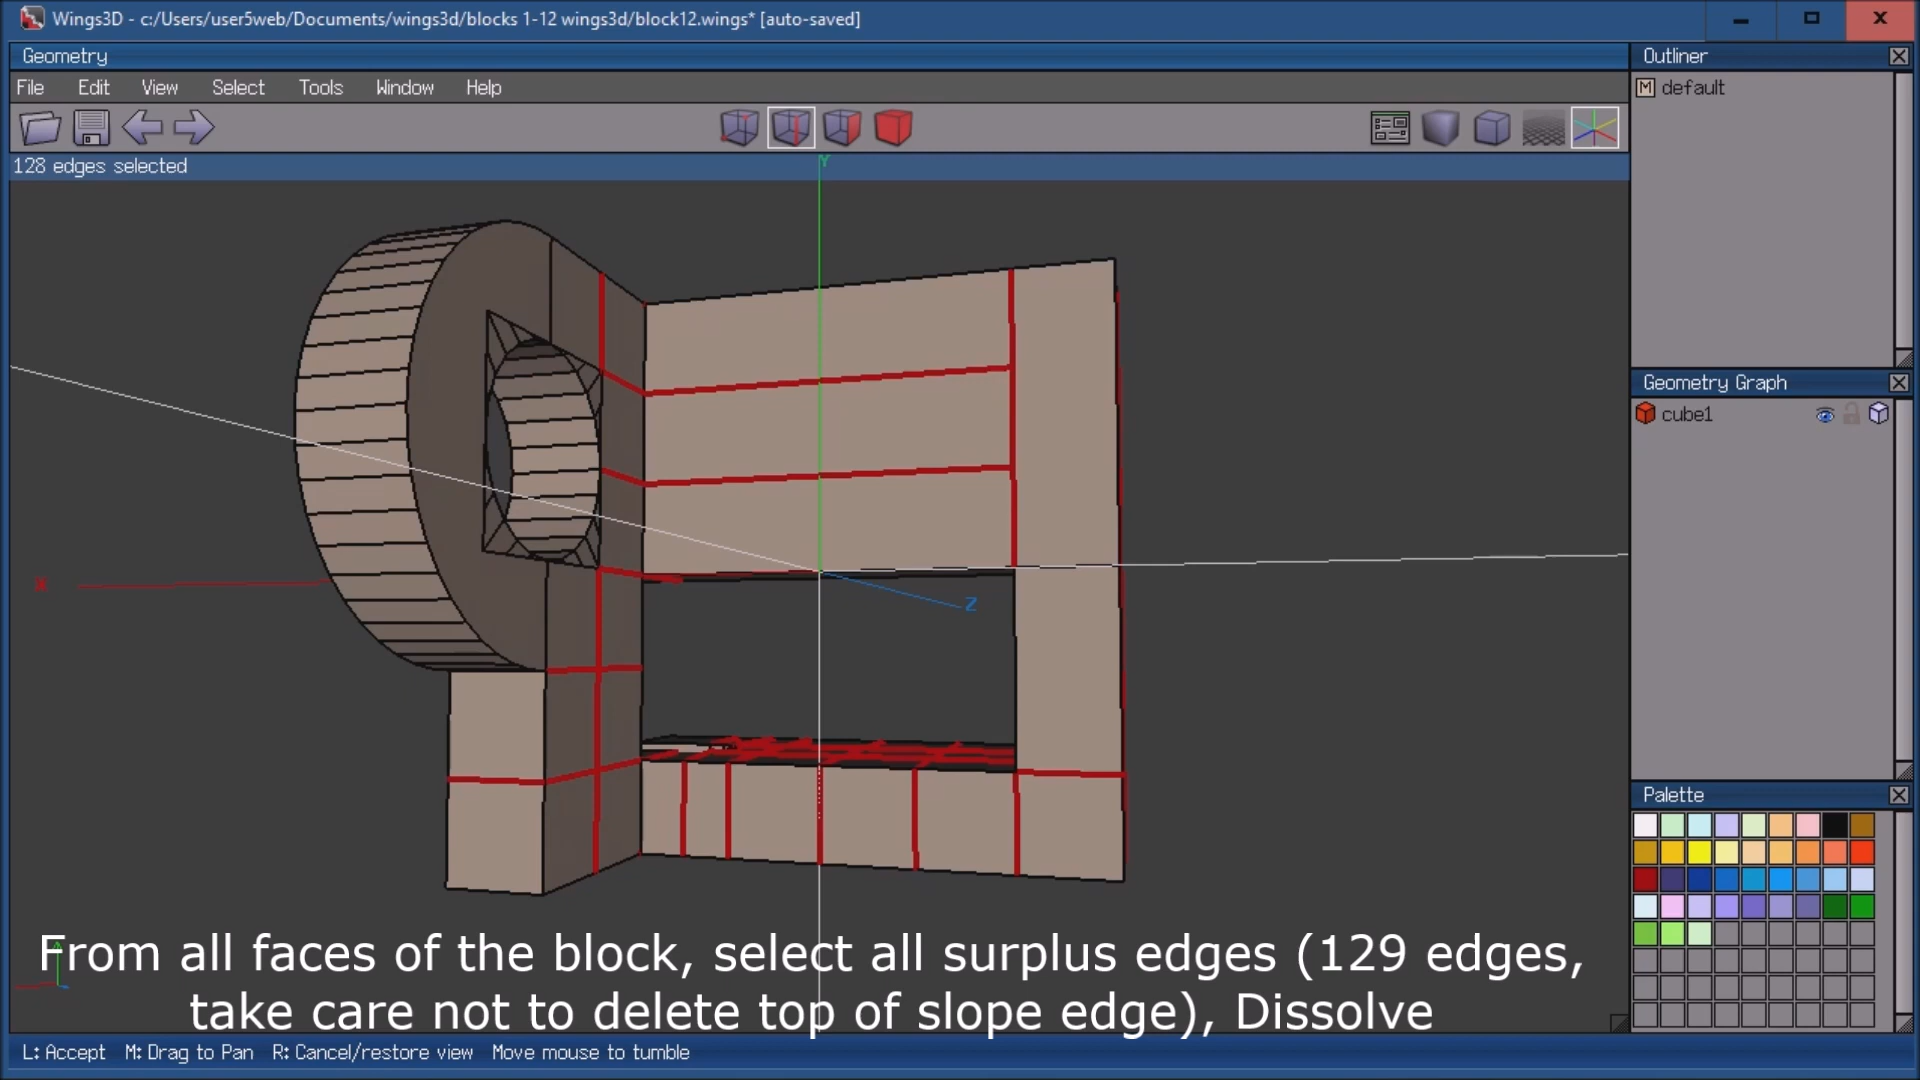 Wings3D - c:/Users/user5web/Documents/wings3d/blocks 1-12 wings3d/block12.wings* [auto-saved]
Geometry
File Edit View Select Tools Window Help
128 edges selected
Y
X
Z
From all faces of the block, select all surplus edges (129 edges,
take care not to delete top of slope edge), Dissolve
L: Accept M: Drag to Pan R: Cancel/restore view Move mouse to tumble
Outliner
M default
Geometry Graph
cube1
Palette